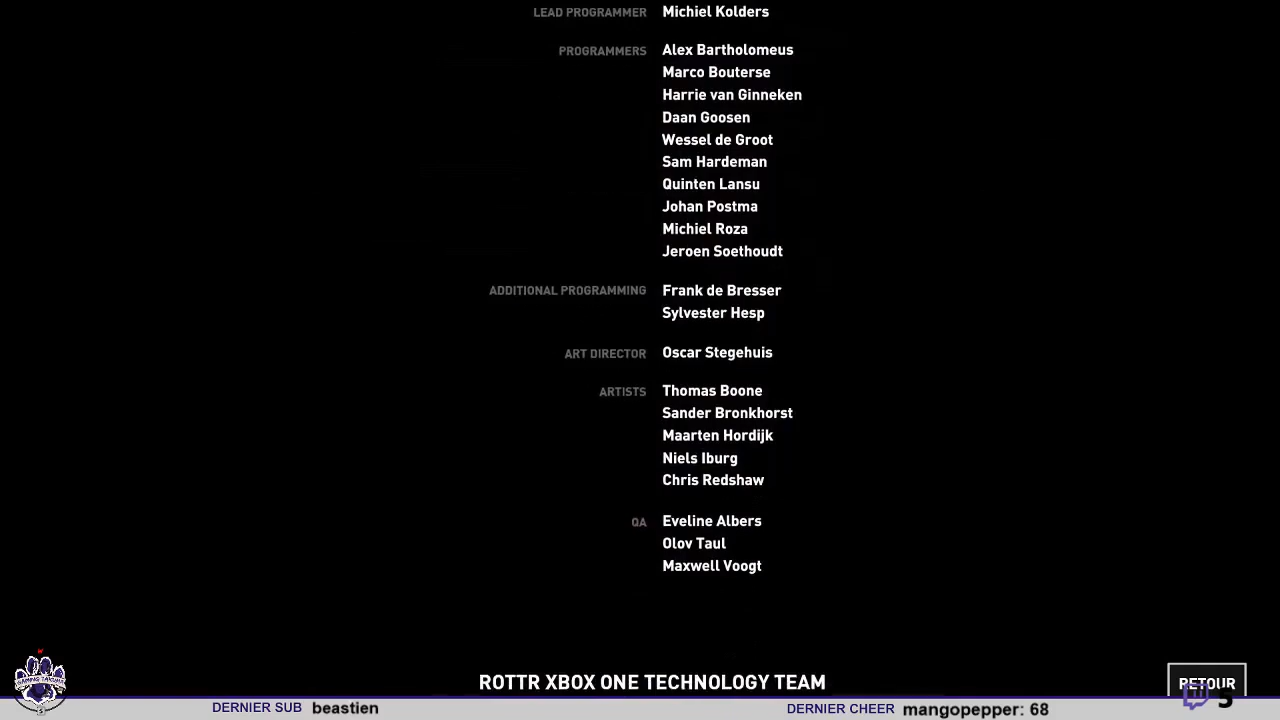 LEAD PROGRAMMER Michiel Kolders
PROGRAMMERS Alex Bartholomeus
Marco Bouterse
Harrie van Ginneken
Daan Goosen
Wessel de Groot
Sam Hardeman
Quinten Lansu
Johan Postma
Michiel Roza
Jeroen Soethoudt
ADDITIONAL PROGRAMMING Frank de Bresser
Sylvester Hesp
ART DIRECTOR Oscar Stegehuis
ARTISTS Thomas Boone
Sander Bronkhorst
Maarten Hordijk
Niels Iburg
Chris Redshaw
QA Eveline Albers
Olov Taul
Maxwell Voogt
ROTTR XBOX ONE TECHNOLOGY TEAM
RETOUR
5
DERNIER SUB beastien
DERNIER CHEER mangopepper: 68